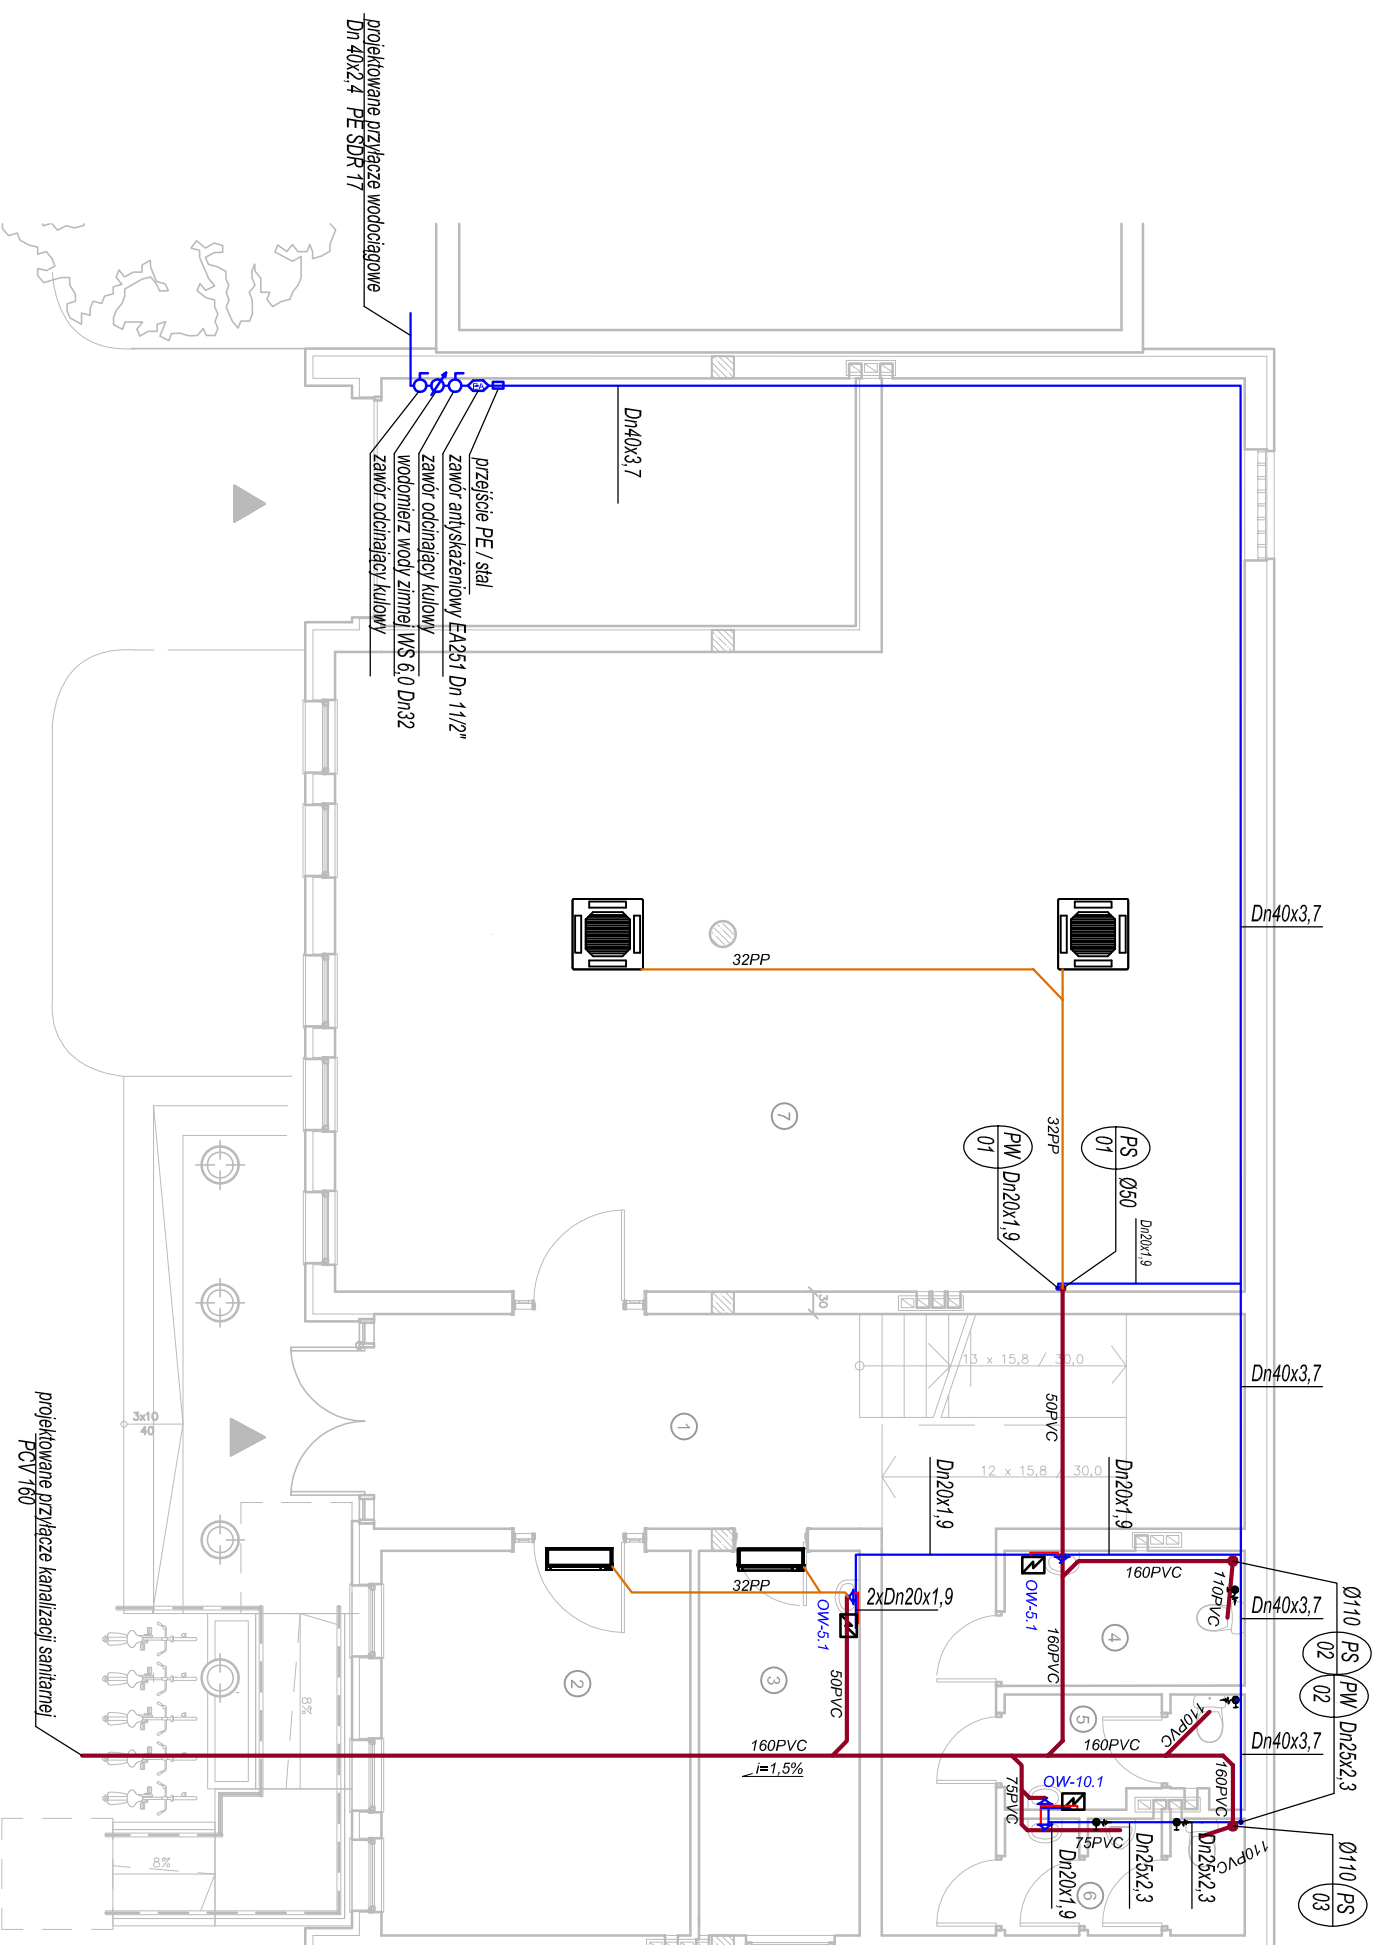 projektowane przyłącze wodociągowe
Dn 40x2,4 PE SDR17
Dn40x3,7
przejście PE / stal
zawór antyskażeniowy EA251 Dn 11/2"
zawór odcinający kulowy
wodomierz wody zimnej WS 6,0 Dn32
zawór odcinający kulowy
EA
Dn40x3,7
32PP
7
32PP
PS
01
Ø50
PW
01
Dn20x1,9
Dn20x1,9
30
13 x 15,8 / 30,0
Dn40x3,7
50PVC
1
12 x 15,8 / 30,0
3x10
40
Dn20x1,9
Dn20x1,9
160PVC
110PVC
OW-5.1
32PP
2xDn20x1,9
OW-5.1
Dn40x3,7
Ø110
PS
02
PW
02
Dn25x2,3
4
160PVC
50PVC
2
3
5
110PVC
8%
projektowane przyłącze kanalizacji sanitarnej
PCV 160
160PVC
i=1,5%
160PVC
Dn40x3,7
160PVC
OW-10.1
75PVC
75PVC
110PVC
Dn20x1,9
Dn25x2,3
Dn25x2,3
6
Ø110
PS
03
8%